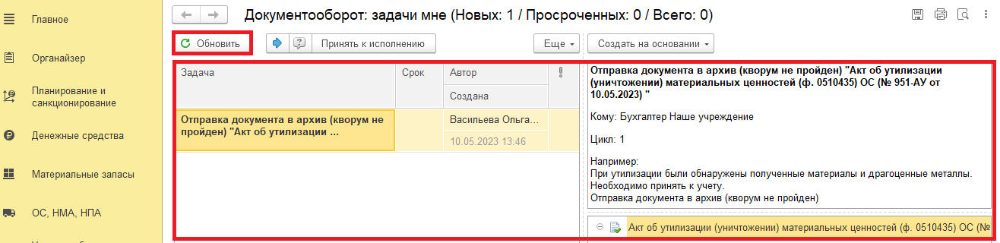 Главное
Органайзер
Планирование и
санкционирование
Денежные средства
Материальные запасы
ОС, НМА, НПА
Документооборот: задачи мне (Новых: 1 / Просроченных: 0 / Всего: 0)
Обновить
Принять к исполнению
Еще
Создать на основании
Задача
Срок
Автор
Создана
Отправка документа в архив (кворум не
пройден) "Акт об утилизации ...
Васильева Ольга...
10.05.2023 13:46
Отправка документа в архив (кворум не пройден) "Акт об утилизации
(уничтожении) материальных ценностей (ф. 0510435) ОС (№ 951-АУ от
10.05.2023) "
Кому: Бухгалтер Наше учреждение
Цикл: 1
Например:
При утилизации были обнаружены полученные материалы и драгоценные металлы.
Необходимо принять к учету.
Отправка документа в архив (кворум не пройден)
Акт об утилизации (уничтожении) материальных ценностей (ф. 0510435) ОС (№